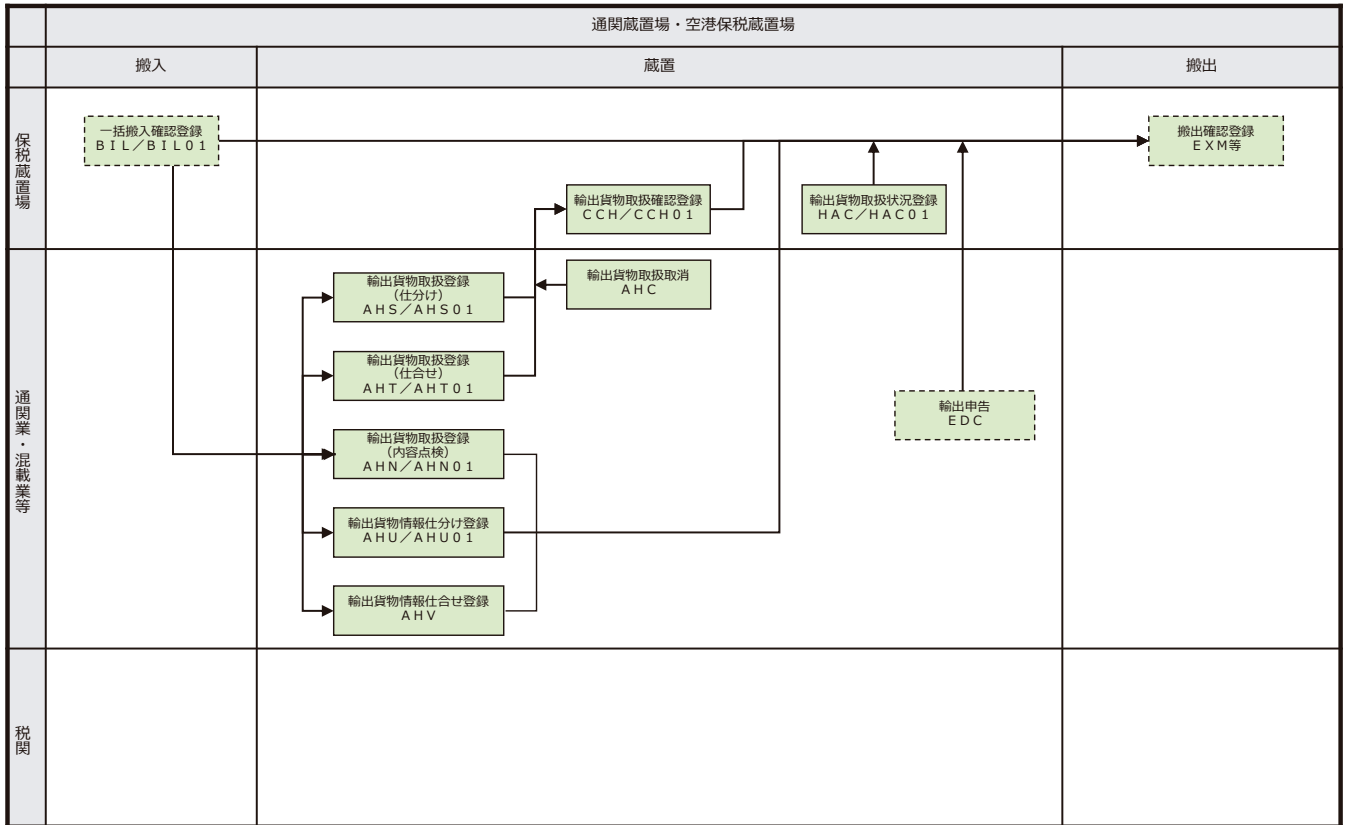 通関蔵置場・空港保税蔵置場
搬入
蔵置
搬出
保税蔵置場
一括搬入確認登録
ＢＩＬ／ＢＩＬ０１
搬出確認登録
ＥＸＭ等
輸出貨物取扱確認登録
ＣＣＨ／ＣＣＨ０１
輸出貨物取扱状況登録
ＨＡＣ／ＨＡＣ０１
通関業・混載業等
輸出貨物取扱登録
（仕分け）
ＡＨＳ／ＡＨＳ０１
輸出貨物取扱取消
ＡＨＣ
輸出貨物取扱登録
（仕合せ）
ＡＨＴ／ＡＨＴ０１
輸出申告
ＥＤＣ
輸出貨物取扱登録
（内容点検）
ＡＨＮ／ＡＨＮ０１
輸出貨物情報仕分け登録
ＡＨＵ／ＡＨＵ０１
輸出貨物情報仕合せ登録
ＡＨＶ
税関